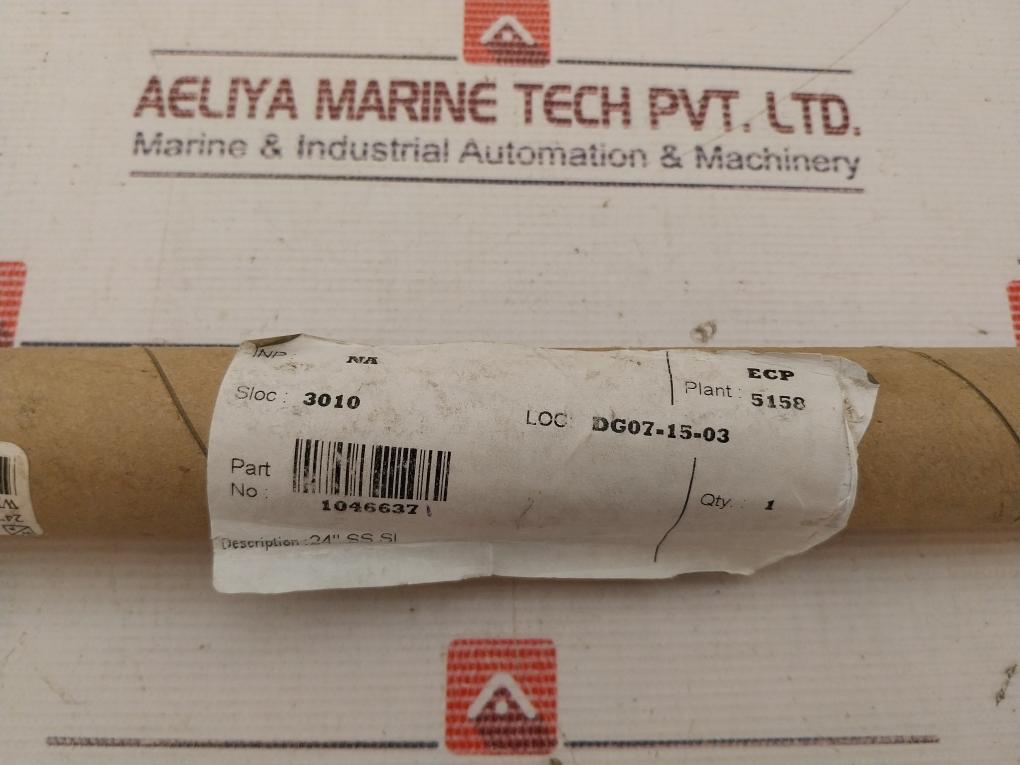 AELIYA MARINE TECH PVT. LTD.
Marine & Industrial Automation & Machinery
NA
ECP
Sloc : 3010
Plant : 5158
LOC: DG07-15-03
Part
No :
1046637
Qty. : 1
Description : 24" SS
24"